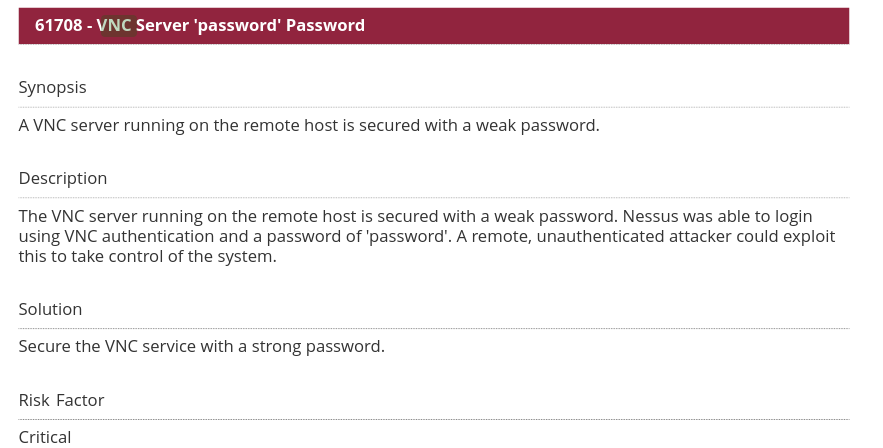 61708 - VNC Server 'password' Password
Synopsis
A VNC server running on the remote host is secured with a weak password.
Description
The VNC server running on the remote host is secured with a weak password. Nessus was able to login
using VNC authentication and a password of 'password'. A remote, unauthenticated attacker could exploit
this to take control of the system.
Solution
Secure the VNC service with a strong password.
Risk Factor
Critical